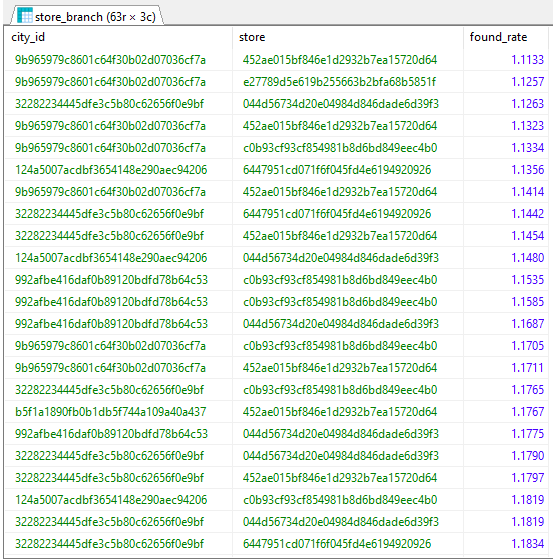 store_branch (63r × 3c)
city_id store found_rate
9b965979c8601c64f30b02d07036cf7a 452ae015bf846e1d2932b7ea15720d64 1.1133
9b965979c8601c64f30b02d07036cf7a e27789d5e619b255663b2bfa68b5851f 1.1257
32282234445dfe3c5b80c62656f0e9bf 044d56734d20e04984d846dade6d39f3 1.1263
9b965979c8601c64f30b02d07036cf7a 452ae015bf846e1d2932b7ea15720d64 1.1323
9b965979c8601c64f30b02d07036cf7a c0b93cf93cf854981b8d6bd849eec4b0 1.1334
124a5007acdbf3654148e290aec94206 6447951cd071f6f045fd4e6194920926 1.1356
9b965979c8601c64f30b02d07036cf7a 452ae015bf846e1d2932b7ea15720d64 1.1414
32282234445dfe3c5b80c62656f0e9bf 6447951cd071f6f045fd4e6194920926 1.1442
32282234445dfe3c5b80c62656f0e9bf 452ae015bf846e1d2932b7ea15720d64 1.1454
124a5007acdbf3654148e290aec94206 044d56734d20e04984d846dade6d39f3 1.1480
992afbe416daf0b89120bdfd78b64c53 c0b93cf93cf854981b8d6bd849eec4b0 1.1535
992afbe416daf0b89120bdfd78b64c53 c0b93cf93cf854981b8d6bd849eec4b0 1.1585
992afbe416daf0b89120bdfd78b64c53 044d56734d20e04984d846dade6d39f3 1.1687
9b965979c8601c64f30b02d07036cf7a c0b93cf93cf854981b8d6bd849eec4b0 1.1705
9b965979c8601c64f30b02d07036cf7a 452ae015bf846e1d2932b7ea15720d64 1.1711
32282234445dfe3c5b80c62656f0e9bf c0b93cf93cf854981b8d6bd849eec4b0 1.1765
b5f1a1890fb0b1db5f744a109a40a437 452ae015bf846e1d2932b7ea15720d64 1.1767
992afbe416daf0b89120bdfd78b64c53 044d56734d20e04984d846dade6d39f3 1.1775
32282234445dfe3c5b80c62656f0e9bf 044d56734d20e04984d846dade6d39f3 1.1790
32282234445dfe3c5b80c62656f0e9bf 452ae015bf846e1d2932b7ea15720d64 1.1797
124a5007acdbf3654148e290aec94206 c0b93cf93cf854981b8d6bd849eec4b0 1.1819
32282234445dfe3c5b80c62656f0e9bf 044d56734d20e04984d846dade6d39f3 1.1819
32282234445dfe3c5b80c62656f0e9bf 6447951cd071f6f045fd4e6194920926 1.1834